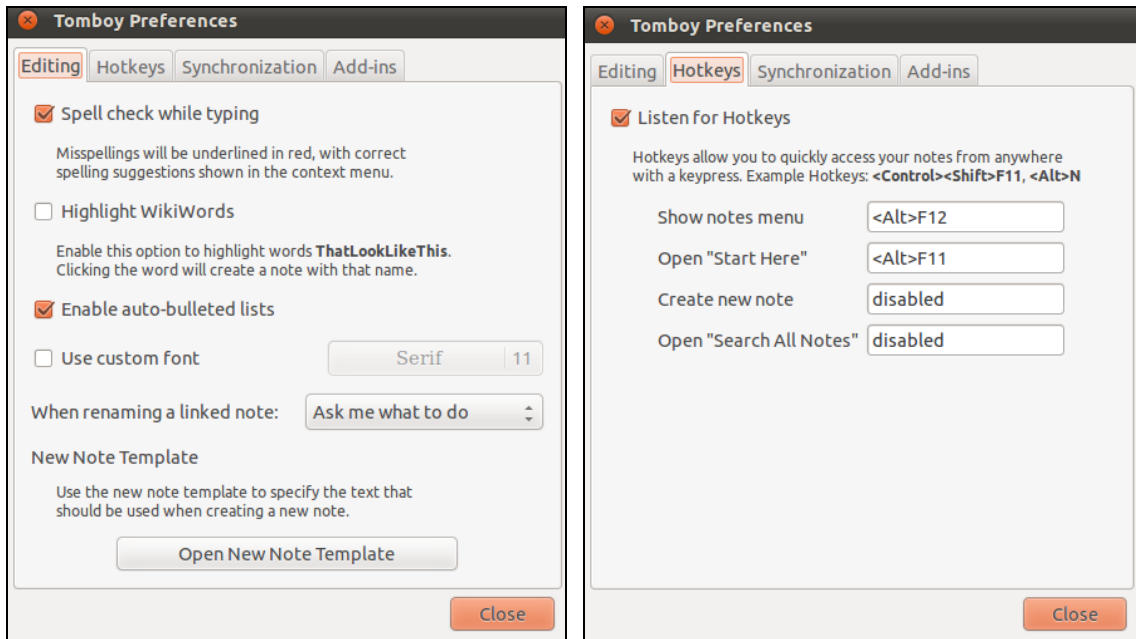 Tomboy Preferences
Editing Hotkeys Synchronization Add-ins
Spell check while typing
Misspellings will be underlined in red, with correct
spelling suggestions shown in the context menu.
Highlight WikiWords
Enable this option to highlight words ThatLookLikeThis.
Clicking the word will create a note with that name.
Enable auto-bulleted lists
Use custom font Serif 11
When renaming a linked note: Ask me what to do
New Note Template
Use the new note template to specify the text that
should be used when creating a new note.
Open New Note Template
Close
Tomboy Preferences
Editing Hotkeys Synchronization Add-ins
Listen for Hotkeys
Hotkeys allow you to quickly access your notes from anywhere
with a keypress. Example Hotkeys: <Control><Shift>F11, <Alt>N
Show notes menu <Alt>F12
Open "Start Here" <Alt>F11
Create new note disabled
Open "Search All Notes" disabled
Close